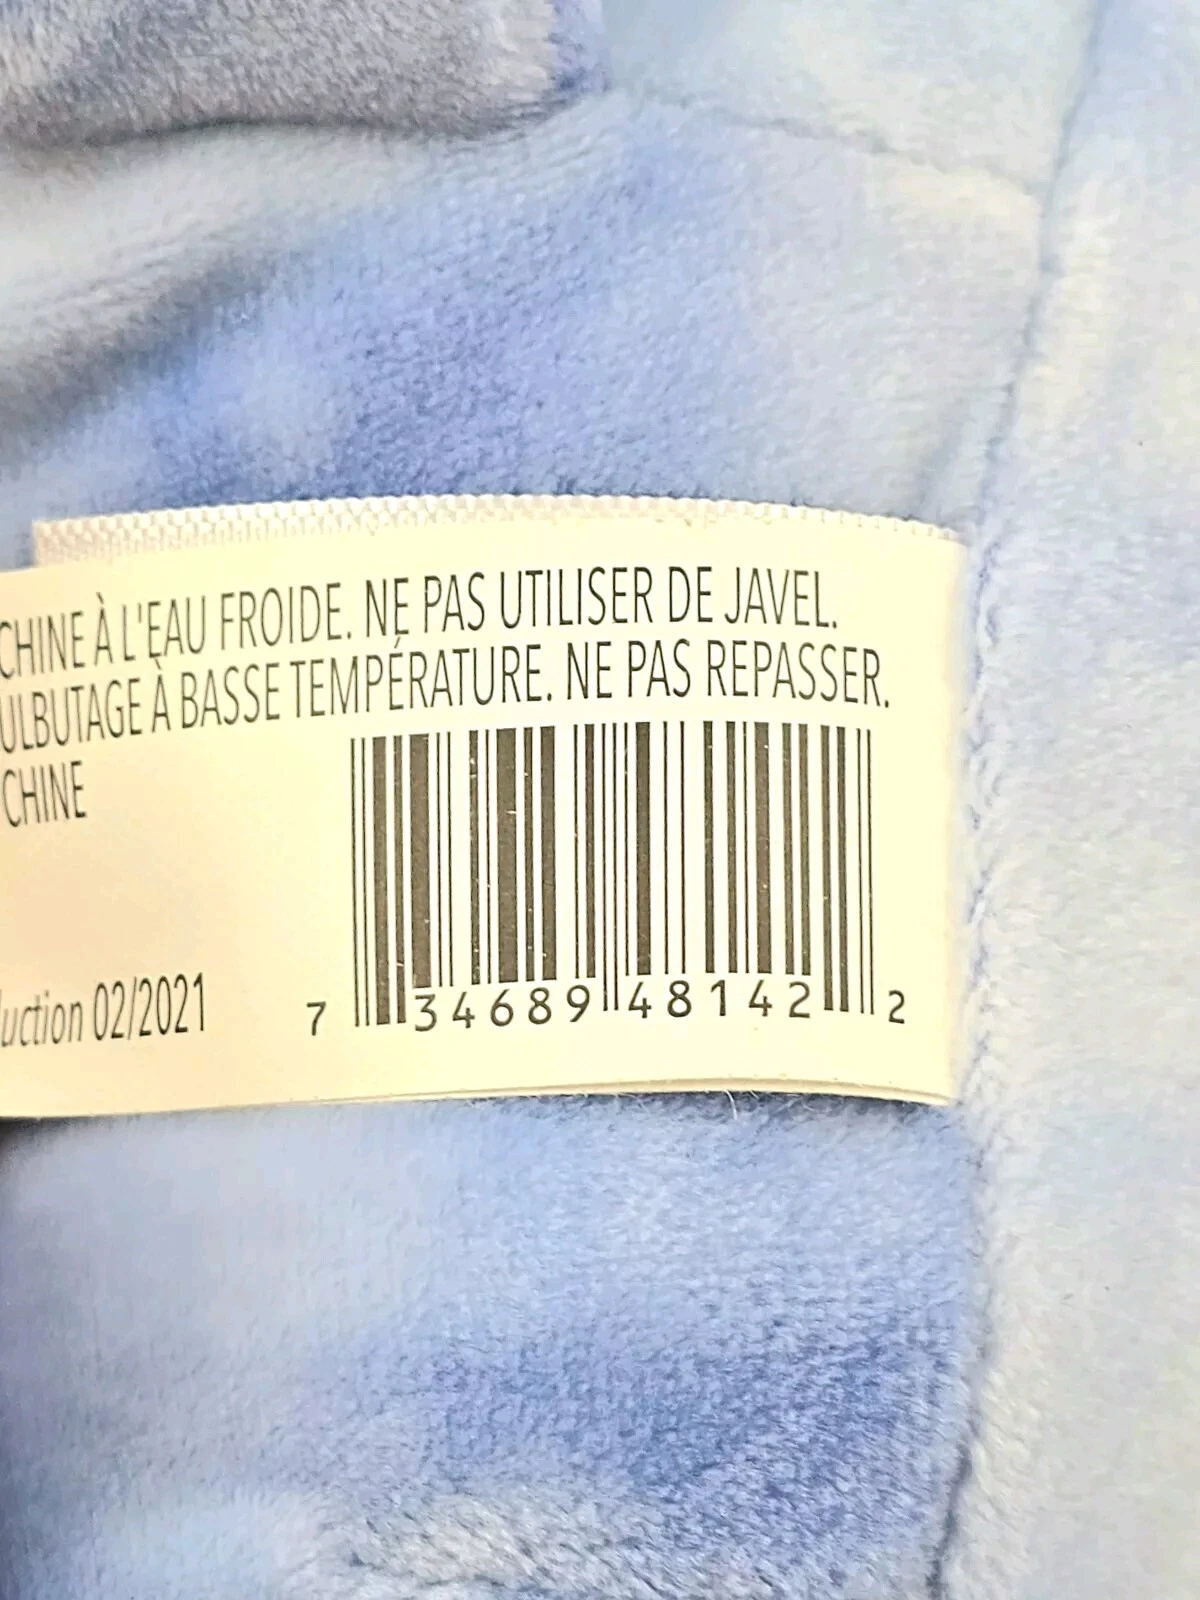 CHINE À L'EAU FROIDE. NE PAS UTILISER DE JAVEL.
ULBUTAGE À BASSE TEMPÉRATURE. NE PAS REPASSER.
CHINE
uction 02/2021
7 34689 48142 2